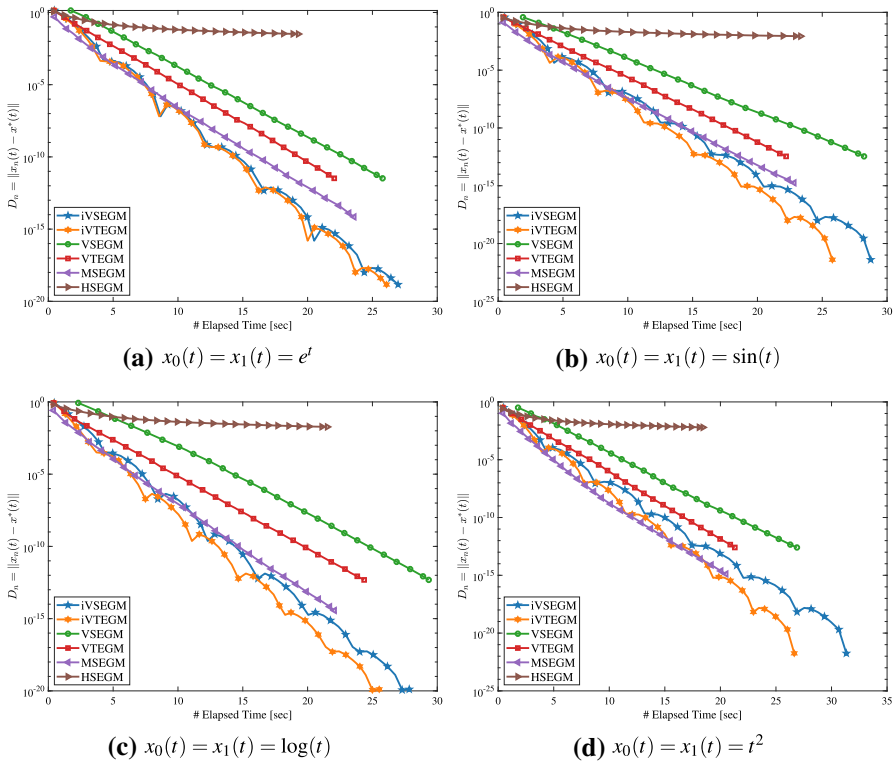 10^0
10^-5
10^-10
10^-15
10^-20
D_n = ||x_n(t) − x*(t)||
iVSEGM
iVTEGM
VSEGM
VTEGM
MSEGM
HSEGM
0 5 10 15 20 25 30
# Elapsed Time [sec]
(a) x_0(t) = x_1(t) = e^t
10^0
10^-5
10^-10
10^-15
10^-20
10^-25
D_n = ||x_n(t) − x*(t)||
iVSEGM
iVTEGM
VSEGM
VTEGM
MSEGM
HSEGM
0 5 10 15 20 25 30
# Elapsed Time [sec]
(b) x_0(t) = x_1(t) = sin(t)
10^0
10^-5
10^-10
10^-15
10^-20
D_n = ||x_n(t) − x*(t)||
iVSEGM
iVTEGM
VSEGM
VTEGM
MSEGM
HSEGM
0 5 10 15 20 25 30
# Elapsed Time [sec]
(c) x_0(t) = x_1(t) = log(t)
10^0
10^-5
10^-10
10^-15
10^-20
10^-25
D_n = ||x_n(t) − x*(t)||
iVSEGM
iVTEGM
VSEGM
VTEGM
MSEGM
HSEGM
0 5 10 15 20 25 30 35
# Elapsed Time [sec]
(d) x_0(t) = x_1(t) = t^2